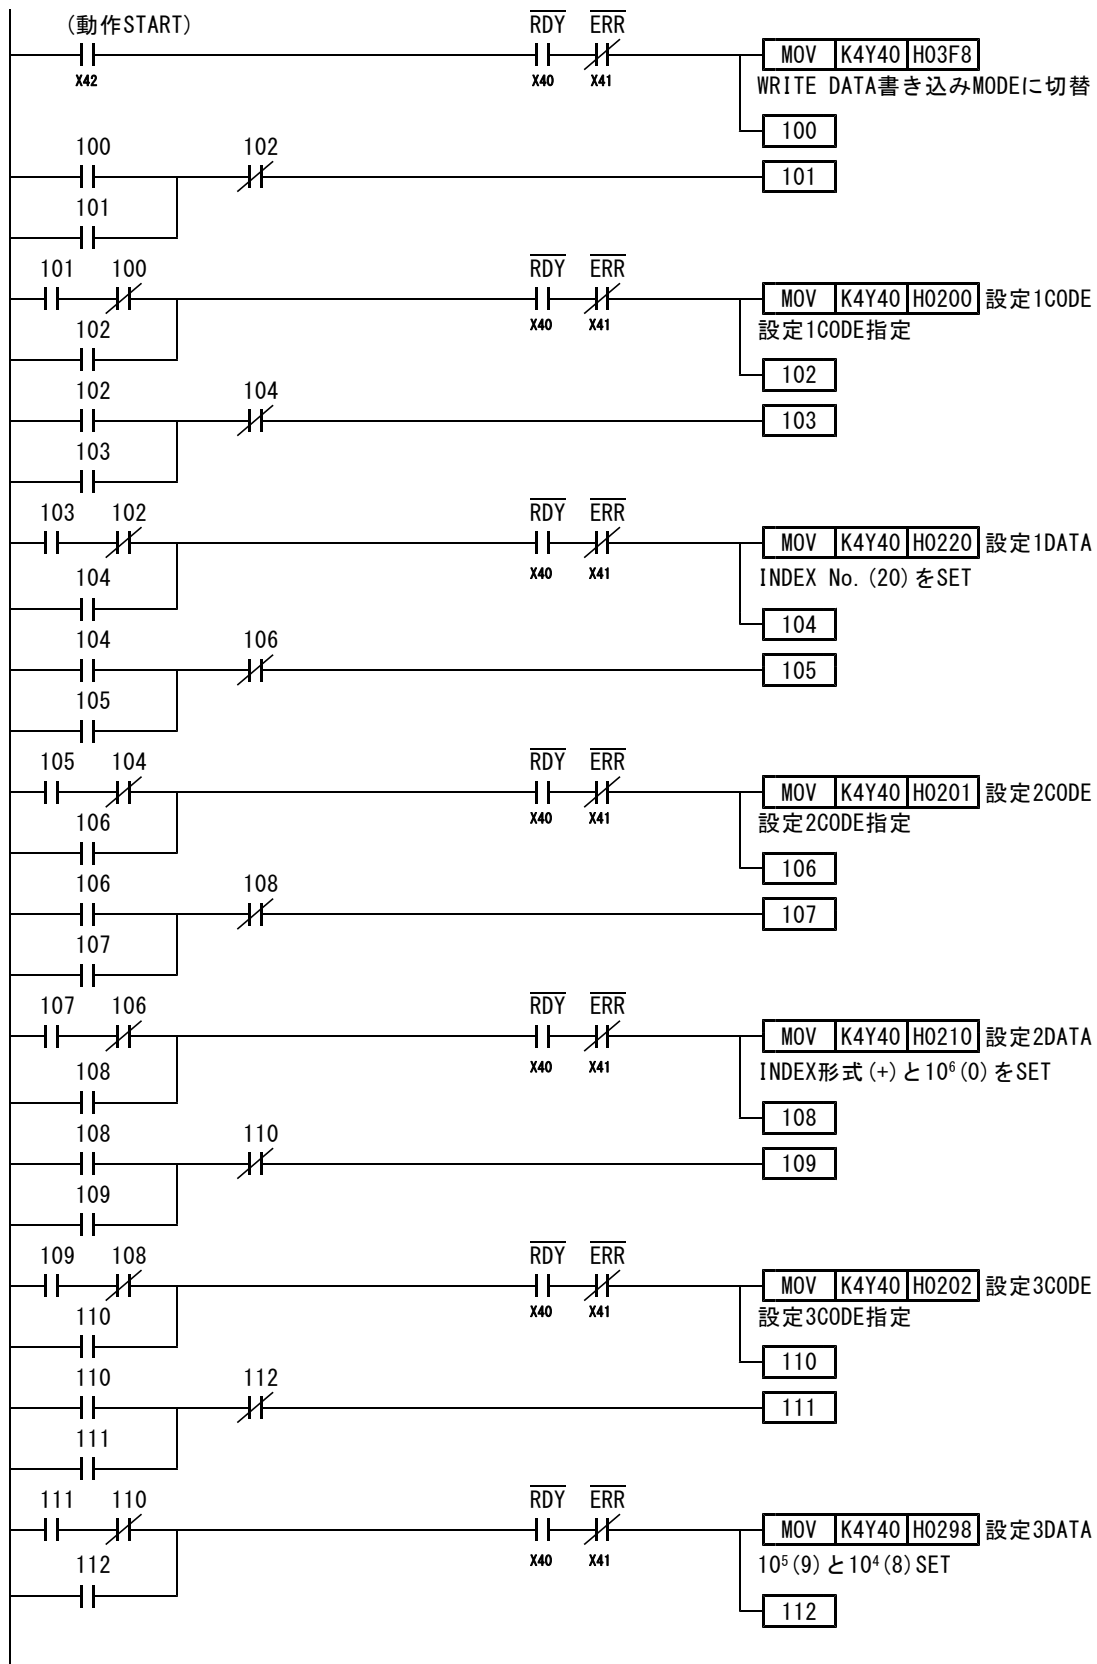 (動作START) RDY ERR
X42 X40 X41 MOV K4Y40 H03F8
WRITE DATA書き込みMODEに切替
100
100 102
101
101
101 100 RDY ERR
X40 X41 MOV K4Y40 H0200 設定1CODE
102 設定1CODE指定
102
102 104
103
103
103 102 RDY ERR
X40 X41 MOV K4Y40 H0220 設定1DATA
104 INDEX No.(20)をSET
104
104 106
105
105
105 104 RDY ERR
X40 X41 MOV K4Y40 H0201 設定2CODE
106 設定2CODE指定
106
106 108
107
107
107 106 RDY ERR
X40 X41 MOV K4Y40 H0210 設定2DATA
108 INDEX形式(+)と10⁶(0)をSET
108
108 110
109
109
109 108 RDY ERR
X40 X41 MOV K4Y40 H0202 設定3CODE
110 設定3CODE指定
110
110 112
111
111
111 110 RDY ERR
X40 X41 MOV K4Y40 H0298 設定3DATA
112 10⁵(9)と10⁴(8)SET
112